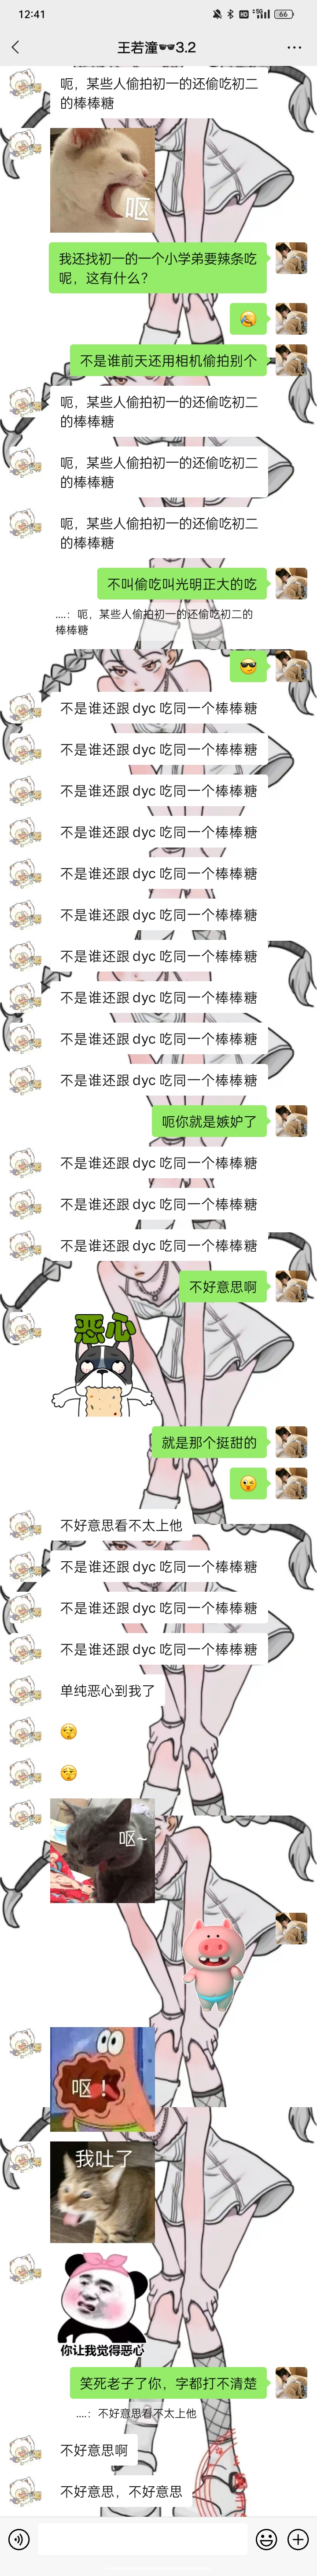 12:41
HD
5G
66
王若潼🕶️3.2
呃，某些人偷拍初一的还偷吃初二
的棒棒糖
呕
我还找初一的一个小学弟要辣条吃
呢，这有什么？
不是谁前天还用相机偷拍别个
呃，某些人偷拍初一的还偷吃初二
的棒棒糖
呃，某些人偷拍初一的还偷吃初二
的棒棒糖
呃，某些人偷拍初一的还偷吃初二
的棒棒糖
不叫偷吃叫光明正大的吃
....：呃，某些人偷拍初一的还偷吃初二的
棒棒糖
不是谁还跟 dyc 吃同一个棒棒糖
不是谁还跟 dyc 吃同一个棒棒糖
不是谁还跟 dyc 吃同一个棒棒糖
不是谁还跟 dyc 吃同一个棒棒糖
不是谁还跟 dyc 吃同一个棒棒糖
不是谁还跟 dyc 吃同一个棒棒糖
不是谁还跟 dyc 吃同一个棒棒糖
不是谁还跟 dyc 吃同一个棒棒糖
不是谁还跟 dyc 吃同一个棒棒糖
不是谁还跟 dyc 吃同一个棒棒糖
呃你就是嫉妒了
不是谁还跟 dyc 吃同一个棒棒糖
不是谁还跟 dyc 吃同一个棒棒糖
不是谁还跟 dyc 吃同一个棒棒糖
不好意思啊
恶心
就是那个挺甜的
不好意思看不太上他
不是谁还跟 dyc 吃同一个棒棒糖
不是谁还跟 dyc 吃同一个棒棒糖
不是谁还跟 dyc 吃同一个棒棒糖
单纯恶心到我了
呕~
呕！
我吐了
你让我觉得恶心
笑死老子了你，字都打不清楚
....：不好意思看不太上他
不好意思啊
不好意思，不好意思